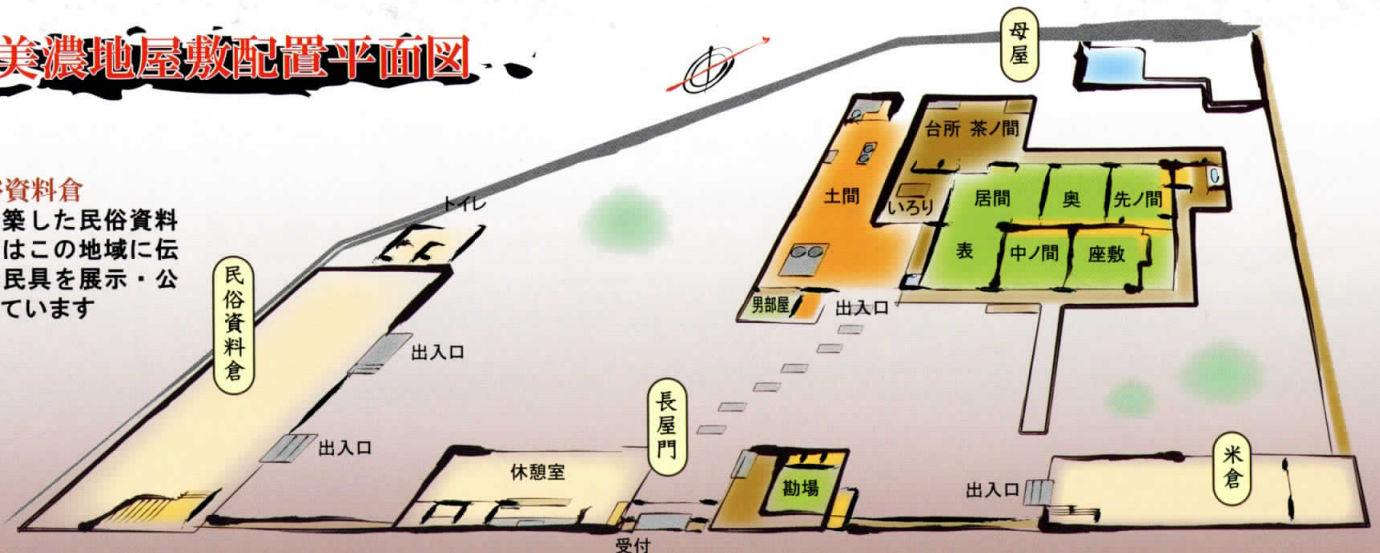 美濃地屋敷配置平面図
資料倉
築した民俗資料
はこの地域に伝
民具を展示・公
ています
トイレ
民俗資料倉
出入口
出入口
母屋
台所 茶ノ間
土間
いろり
居間
奥
先ノ間
表
中ノ間
座敷
男部屋
出入口
長屋門
休憩室
受付
勘場
出入口
米倉